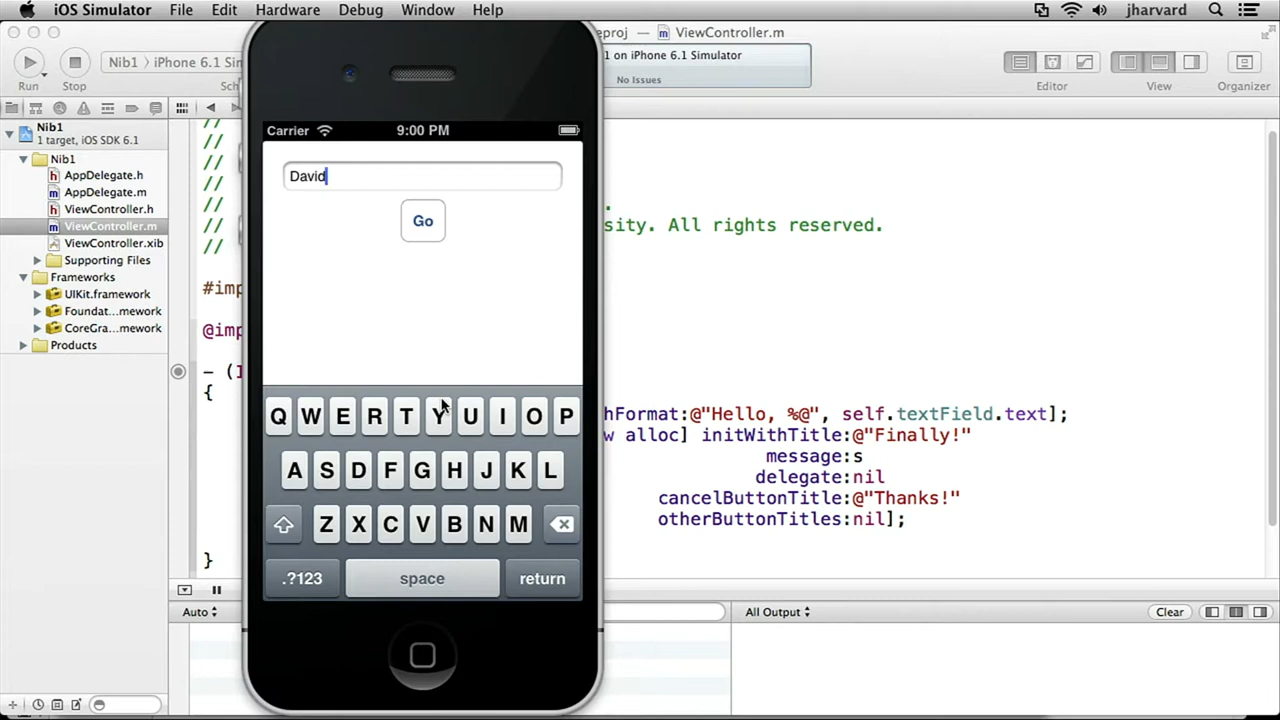 iOS Simulator File Edit Hardware Debug Window Help jharvard
proj — ViewController.m
Nib1 iPhone 6.1 Sim
1 on iPhone 6.1 Simulator
No Issues
Run Stop Editor View Organizer
Nib1
1 target, iOS SDK 6.1
Nib1
AppDelegate.h
AppDelegate.m
ViewController.h
ViewController.m
ViewController.xib
Supporting Files
Frameworks
UIKit.framework
Foundat...mework
CoreGra...mework
Products
//
//
//
//
//
//
//
.
sity. All rights reserved.
#imp
@imp
- (I
{
hFormat:@"Hello, %@", self.textField.text];
w alloc] initWithTitle:@"Finally!"
message:s
delegate:nil
cancelButtonTitle:@"Thanks!"
otherButtonTitles:nil];
}
Carrier 9:00 PM
David
Go
Q W E R T Y U I O P
A S D F G H J K L
Z X C V B N M
.?123 space return
Auto All Output Clear